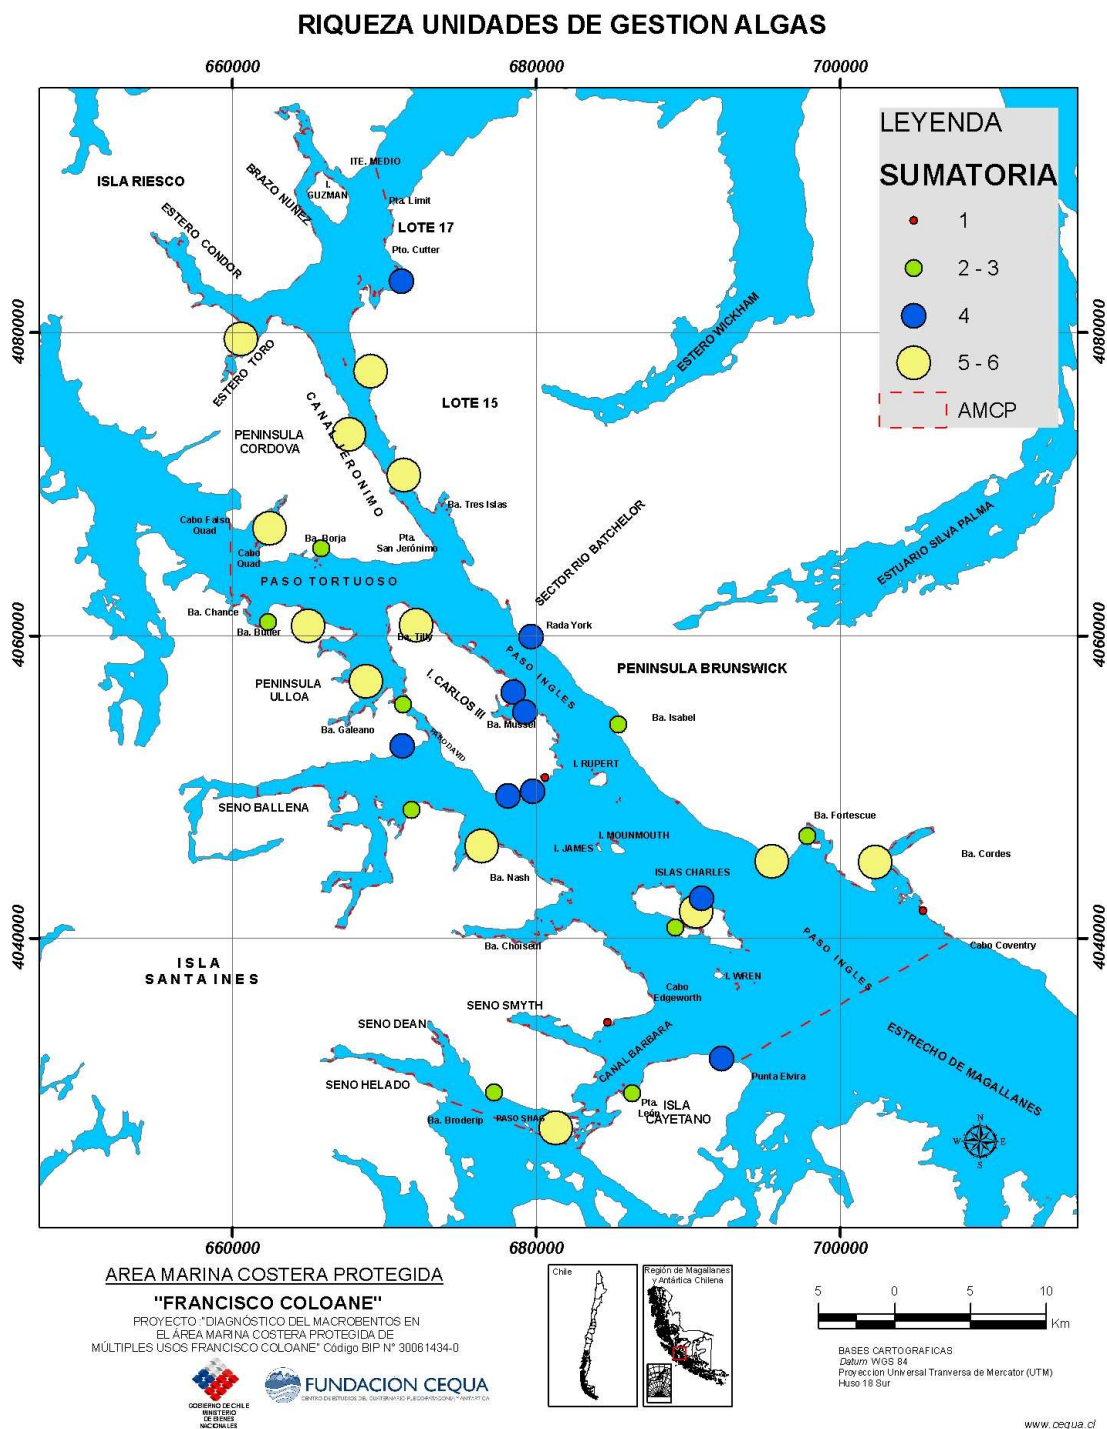 RIQUEZA UNIDADES DE GESTION ALGAS
660000
680000
700000
LEYENDA
SUMATORIA
1
2 - 3
4
5 - 6
AMCP
ISLA RIESCO
BRAZO NUÑEZ
ITE. MEDIO
I.
GUZMAN
Pta. Limit
LOTE 17
Pto. Cutter
ESTERO CONDOR
4080000
4080000
ESTERO TORO
ESTERO WICKHAM
LOTE 15
PENINSULA
CORDOVA
CANAL JERONIMO
Ba. Tres Islas
Cabo Falso
Quad
Cabo
Quad
Ba. Borja
Pta.
San Jerónimo
SECTOR RIO BATCHELOR
ESTUARIO SILVA PALMA
PASO TORTUOSO
Ba. Chance
Ba. Butler
Ba. Tilly
Rada York
4060000
4060000
PASO INGLES
PENINSULA BRUNSWICK
PENINSULA
ULLOA
I. CARLOS III
Ba. Galeano
Ba. Mussel
Ba. Isabel
I. RUPERT
SENO BALLENA
I. MOUNMOUTH
I. JAMES
Ba. Fortescue
Ba. Cordes
Ba. Nash
ISLAS CHARLES
4040000
4040000
Ba. Choiseul
PASO INGLES
Cabo Coventry
ISLA
SANTA INES
I. WREN
Cabo
Edgeworth
SENO SMYTH
SENO DEAN
CANAL BARBARA
ESTRECHO DE MAGALLANES
SENO HELADO
Punta Elvira
Ba. Broderip
PASO SHAG
Pta.
León
ISLA
CAYETANO
N
W
E
S
660000
680000
700000
AREA MARINA COSTERA PROTEGIDA
"FRANCISCO COLOANE"
PROYECTO :"DIAGNÓSTICO DEL MACROBENTOS EN
EL ÁREA MARINA COSTERA PROTEGIDA DE
MÚLTIPLES USOS FRANCISCO COLOANE" Código BIP N° 30061434-0
GOBIERNO DE CHILE
MINISTERIO
DE BIENES
NACIONALES
FUNDACION CEQUA
Chile
Región de Magallanes
y Antártica Chilena
5
0
5
10
Km
BASES CARTOGRAFICAS
Datum WGS 84
Proyeccion Universal Tranversa de Mercator (UTM)
Huso 18 Sur
www.cequa.cl